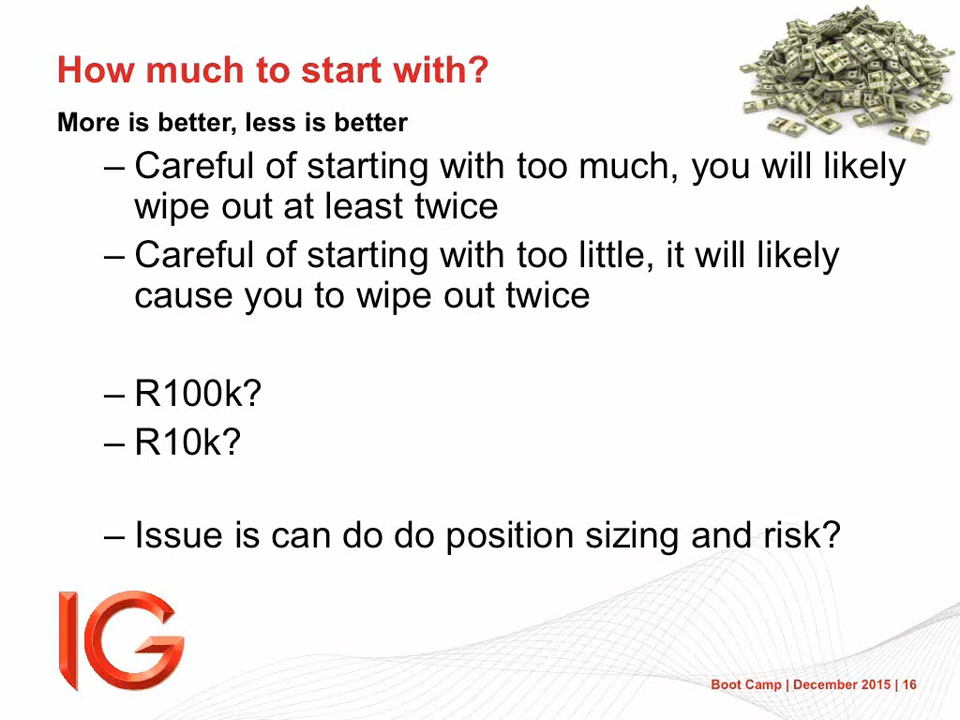 How much to start with?
More is better, less is better
– Careful of starting with too much, you will likely
wipe out at least twice
– Careful of starting with too little, it will likely
cause you to wipe out twice
– R100k?
– R10k?
– Issue is can do do position sizing and risk?
IG
Boot Camp | December 2015 | 16